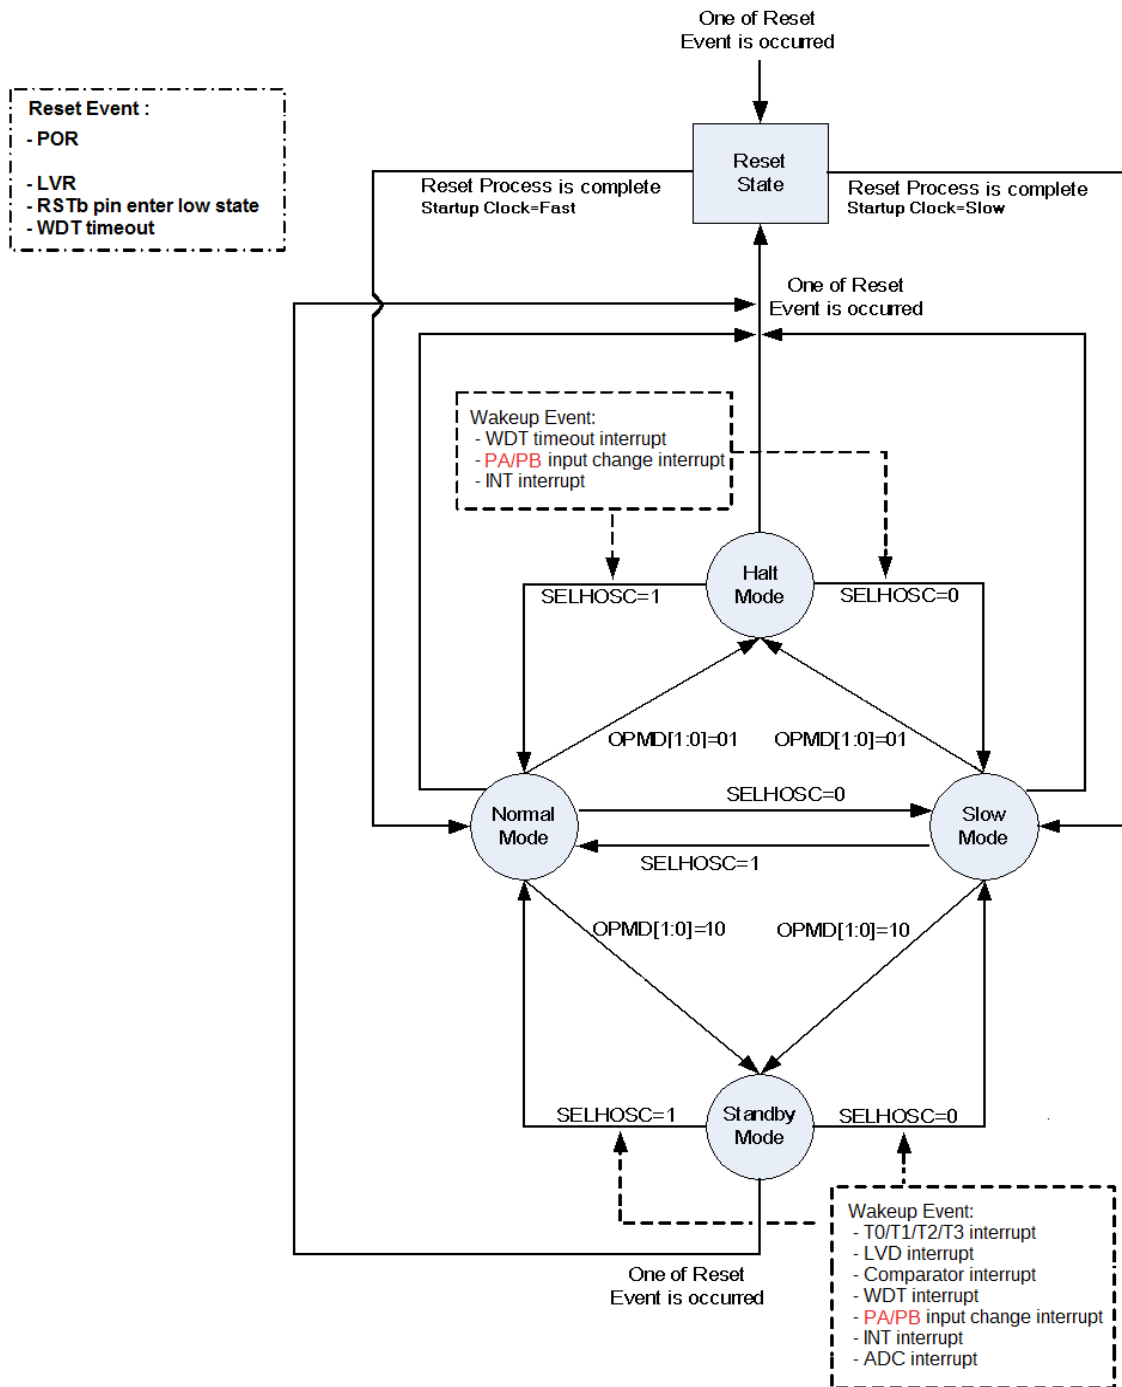 One of Reset
Event is occurred
Reset Event :
- POR
- LVR
- RSTb pin enter low state
- WDT timeout
Reset
State
Reset Process is complete
Startup Clock=Fast
Reset Process is complete
Startup Clock=Slow
One of Reset
Event is occurred
Wakeup Event:
- WDT timeout interrupt
- PA/PB input change interrupt
- INT interrupt
Halt
Mode
SELHOSC=1
SELHOSC=0
OPMD[1:0]=01
OPMD[1:0]=01
SELHOSC=0
Normal
Mode
Slow
Mode
SELHOSC=1
OPMD[1:0]=10
OPMD[1:0]=10
SELHOSC=1
Standby
Mode
SELHOSC=0
Wakeup Event:
- T0/T1/T2/T3 interrupt
- LVD interrupt
- Comparator interrupt
- WDT interrupt
- PA/PB input change interrupt
- INT interrupt
- ADC interrupt
One of Reset
Event is occurred